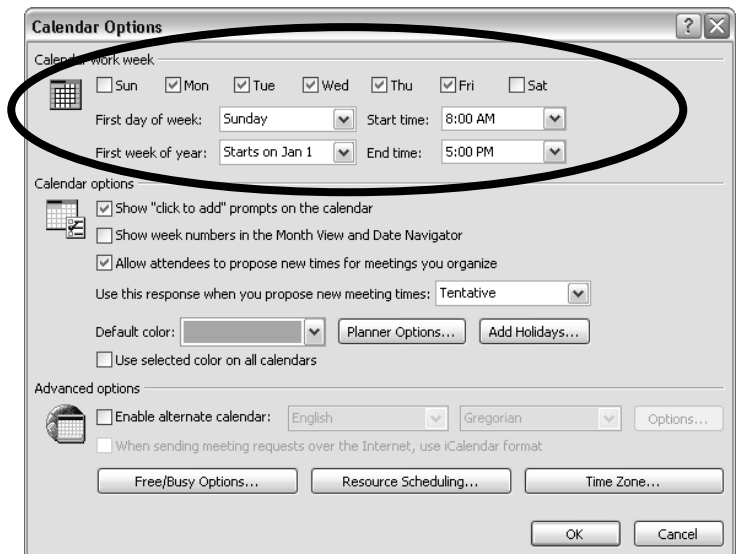 Calendar Options
Calendar work week
Sun Mon Tue Wed Thu Fri Sat
First day of week: Sunday Start time: 8:00 AM
First week of year: Starts on Jan 1 End time: 5:00 PM
Calendar options
Show "click to add" prompts on the calendar
Show week numbers in the Month View and Date Navigator
Allow attendees to propose new times for meetings you organize
Use this response when you propose new meeting times: Tentative
Default color: Planner Options... Add Holidays...
Use selected color on all calendars
Advanced options
Enable alternate calendar: English Gregorian Options...
When sending meeting requests over the Internet, use iCalendar format
Free/Busy Options... Resource Scheduling... Time Zone...
OK Cancel